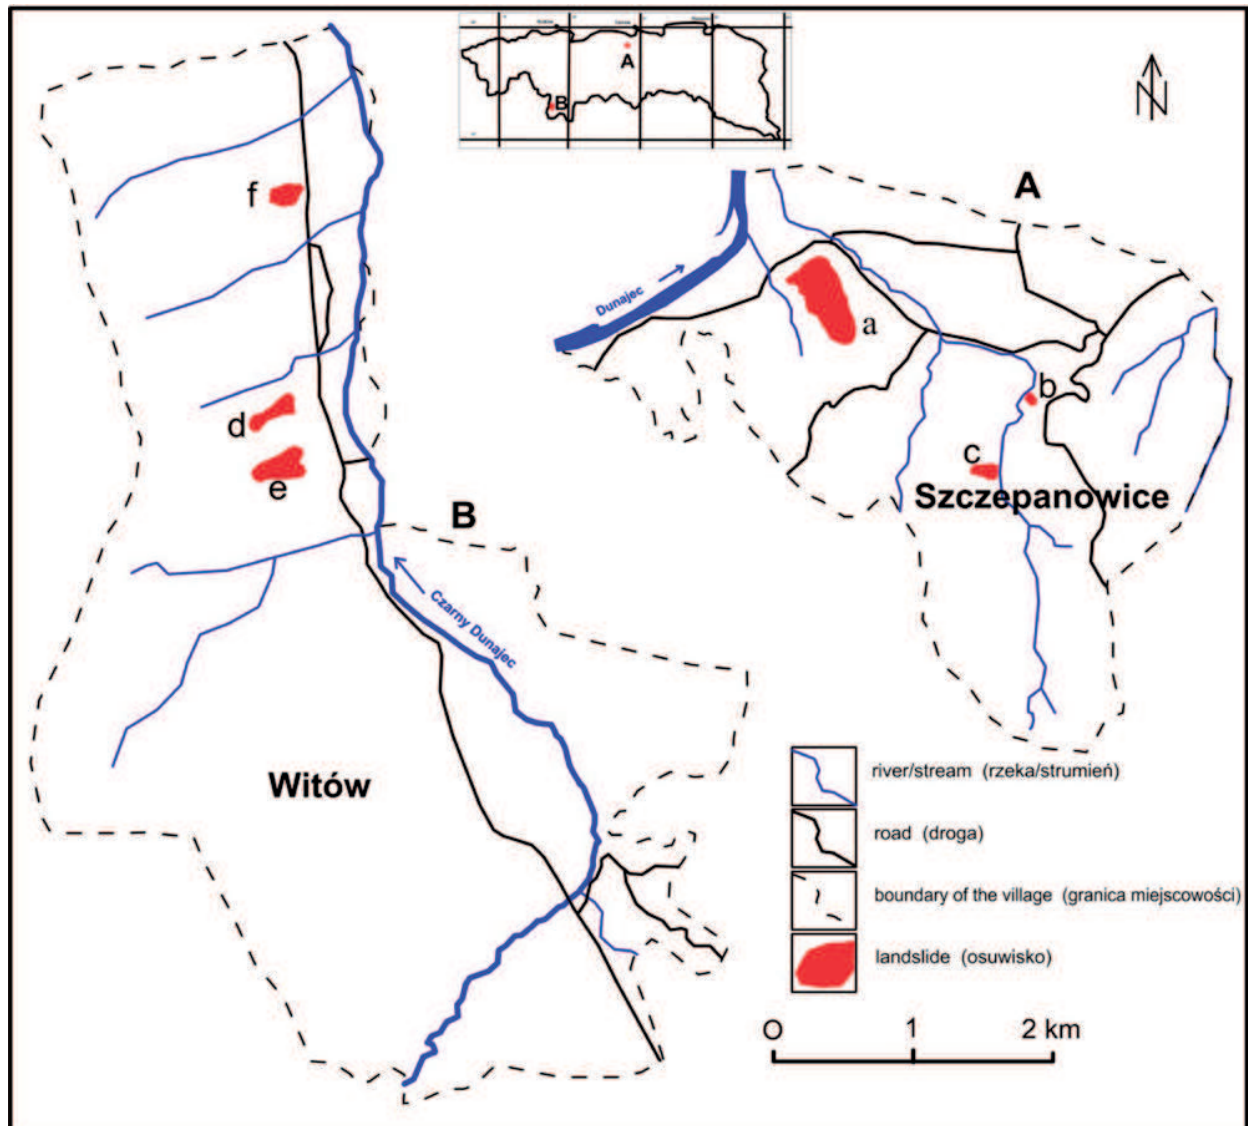 A
B
N
A
f
Dunajec
a
b
d
c
e
Szczepanowice
B
Czarny Dunajec
Witów
river/stream (rzeka/strumień)
road (droga)
boundary of the village (granica miejscowości)
landslide (osuwisko)
0 1 2 km